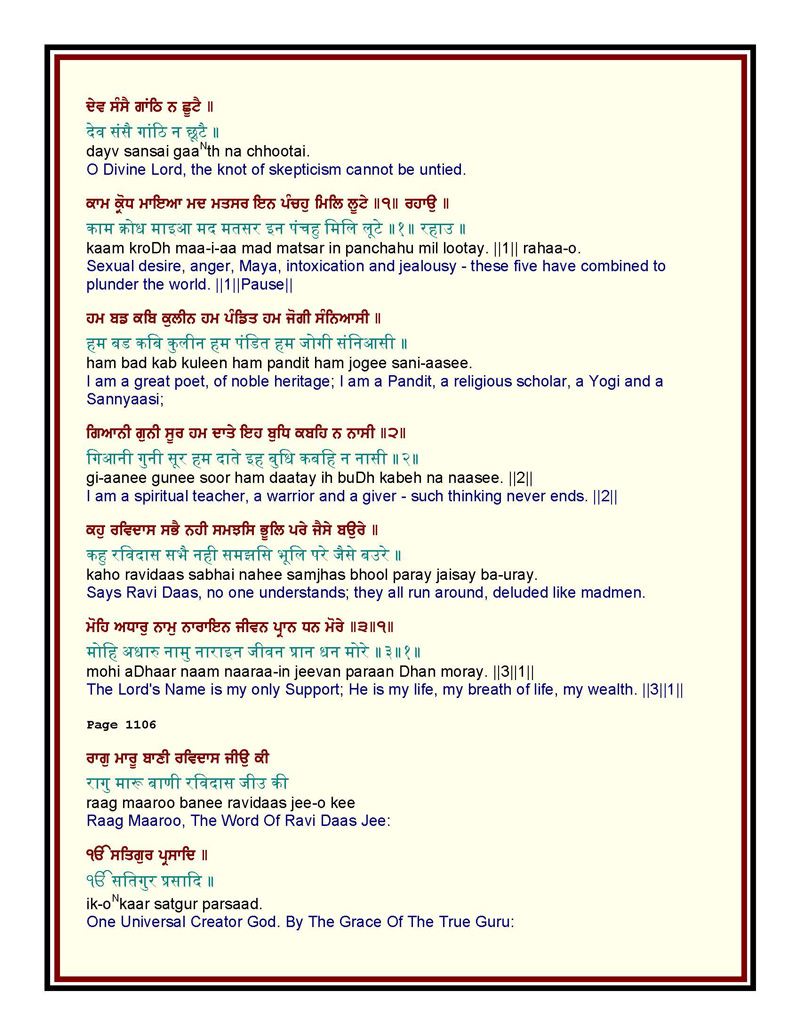 ਦੇਵ ਸੰਸੈ ਗਾਂਠਿ ਨ ਛੂਟੈ ॥
देव संसै गांठि न छूटै ॥
dayv sansai gaaNth na chhootai.
O Divine Lord, the knot of skepticism cannot be untied.
ਕਾਮ ਕ੍ਰੋਧ ਮਾਇਆ ਮਦ ਮਤਸਰ ਇਨ ਪੰਚਹੁ ਮਿਲਿ ਲੂਟੇ ॥੧॥ ਰਹਾਉ ॥
काम क्रोध माइआ मद मतसर इन पंचहु मिलि लूटे ॥१॥ रहाउ ॥
kaam kroDh maa-i-aa mad matsar in panchahu mil lootay. ||1|| rahaa-o.
Sexual desire, anger, Maya, intoxication and jealousy - these five have combined to
plunder the world. ||1||Pause||
ਹਮ ਬਡ ਕਬਿ ਕੁਲੀਨ ਹਮ ਪੰਡਿਤ ਹਮ ਜੋਗੀ ਸੰਨਿਆਸੀ ॥
हम बड कबि कुलीन हम पंडित हम जोगी संनिआसी ॥
ham bad kab kuleen ham pandit ham jogee sani-aasee.
I am a great poet, of noble heritage; I am a Pandit, a religious scholar, a Yogi and a
Sannyaasi;
ਗਿਆਨੀ ਗੁਨੀ ਸੂਰ ਹਮ ਦਾਤੇ ਇਹ ਬੁਧਿ ਕਬਹਿ ਨ ਨਾਸੀ ॥੨॥
गिआनी गुनी सूर हम दाते इह बुधि कबहि न नासी ॥२॥
gi-aanee gunee soor ham daatay ih buDh kabeh na naasee. ||2||
I am a spiritual teacher, a warrior and a giver - such thinking never ends. ||2||
ਕਹੁ ਰਵਿਦਾਸ ਸਭੈ ਨਹੀ ਸਮਝਸਿ ਭੂਲਿ ਪਰੇ ਜੈਸੇ ਬਉਰੇ ॥
कहु रविदास सभै नही समझसि भूलि परे जैसे बउरे ॥
kaho ravidaas sabhai nahee samjhas bhool paray jaisay ba-uray.
Says Ravi Daas, no one understands; they all run around, deluded like madmen.
ਮੋਹਿ ਅਧਾਰੁ ਨਾਮੁ ਨਾਰਾਇਨ ਜੀਵਨ ਪ੍ਰਾਨ ਧਨ ਮੋਰੇ ॥੩॥੧॥
मोहि अधारु नामु नाराइन जीवन प्रान धन मोरे ॥३॥१॥
mohi aDhaar naam naaraa-in jeevan paraan Dhan moray. ||3||1||
The Lord's Name is my only Support; He is my life, my breath of life, my wealth. ||3||1||
Page 1106
ਰਾਗੁ ਮਾਰੂ ਬਾਣੀ ਰਵਿਦਾਸ ਜੀਉ ਕੀ
रागु मारू बाणी रविदास जीउ की
raag maaroo banee ravidaas jee-o kee
Raag Maaroo, The Word Of Ravi Daas Jee:
ੴ ਸਤਿਗੁਰ ਪ੍ਰਸਾਦਿ ॥
ੴ सतिगुर प्रसादि ॥
ik-oNkaar satgur parsaad.
One Universal Creator God. By The Grace Of The True Guru: